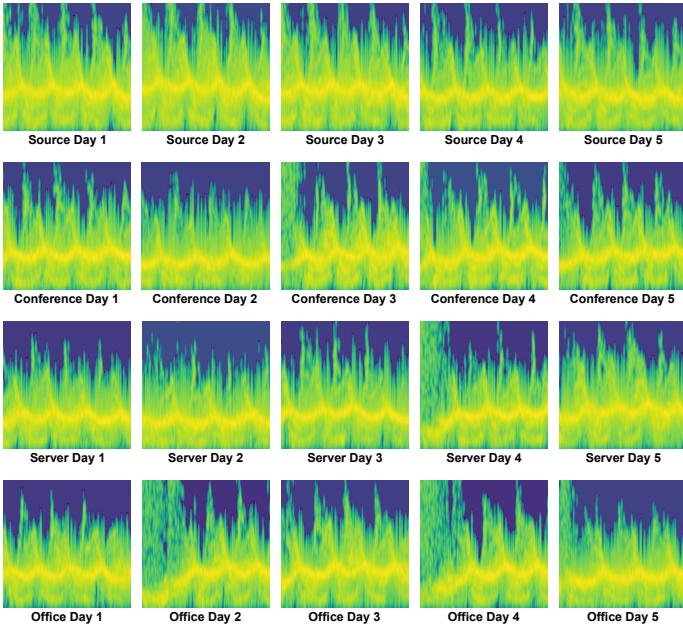 Source Day 1 Source Day 2 Source Day 3 Source Day 4 Source Day 5
Conference Day 1 Conference Day 2 Conference Day 3 Conference Day 4 Conference Day 5
Server Day 1 Server Day 2 Server Day 3 Server Day 4 Server Day 5
Office Day 1 Office Day 2 Office Day 3 Office Day 4 Office Day 5